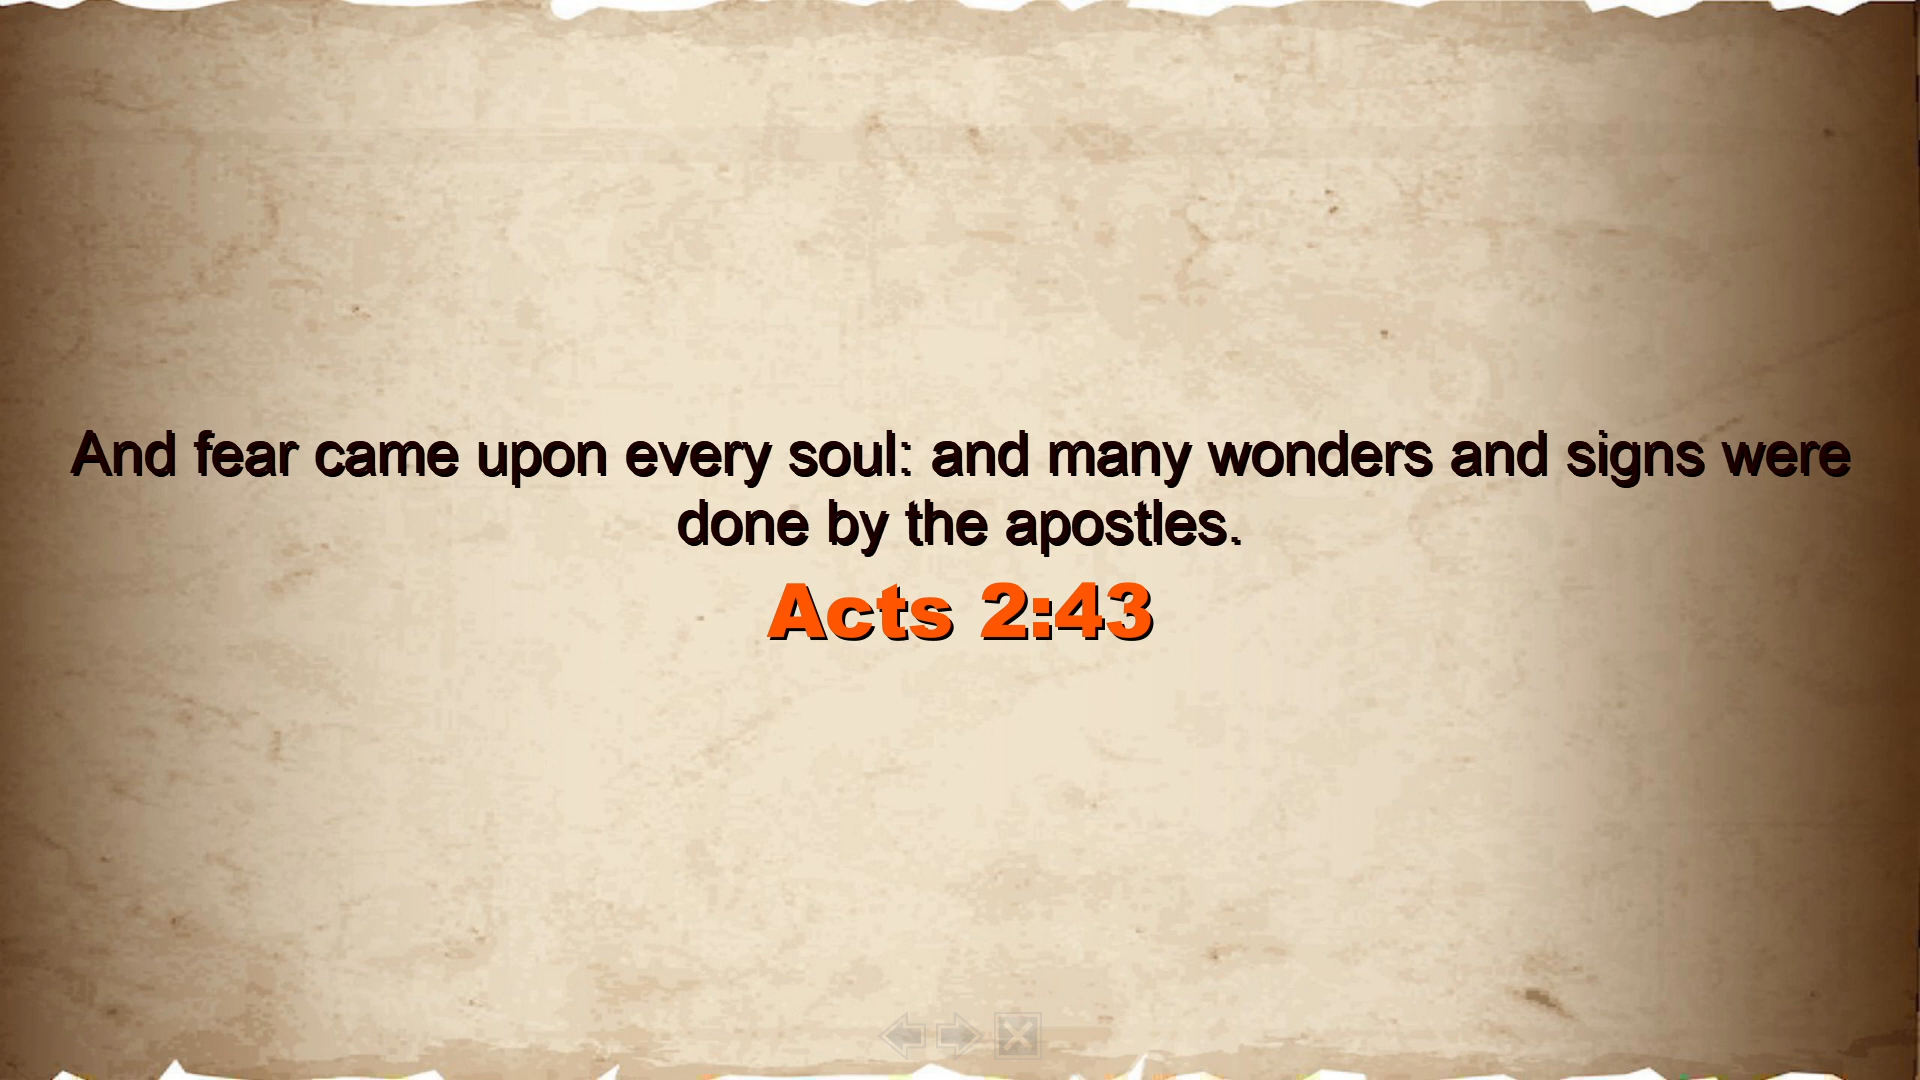 And fear came upon every soul: and many wonders and signs were
done by the apostles.
Acts 2:43